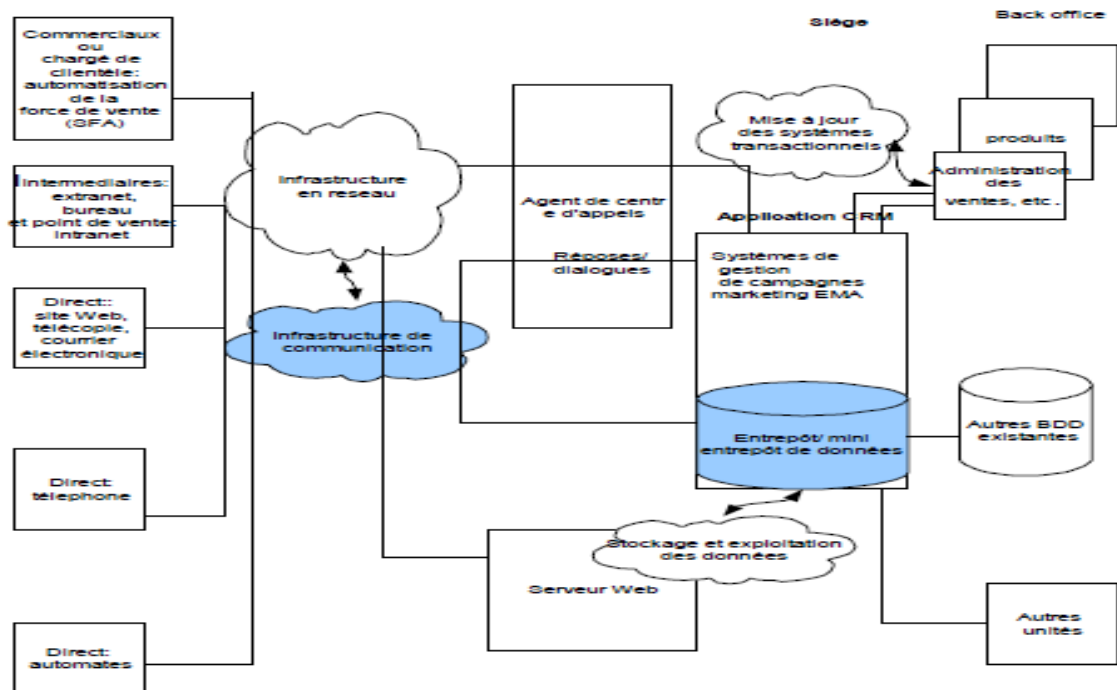 Siège
Back office
Commerciaux
ou
chargé de
clientèle:
automatisation
de la
force de vente
(SFA)
Intermediaires:
extranet,
bureau
et point de vente:
intranet
Direct::
site Web,
télécopie,
courrier
électronique
Direct:
télephone
Direct:
automates
Infrastructure
en reseau
Infrastructure de
communication
Agent de centr
e d'appels
Réposes/
dialogues
Serveur Web
Mise à jour
des systèmes
transactionnels
produits
Administration
des
ventes, etc .
Application CRM
Systèmes de
gestion
de campagnes
marketing EMA
Entrepôt/ mini
entrepôt de données
Autres BDD
existantes
Stockage et exploitation
des données
Autres
unités